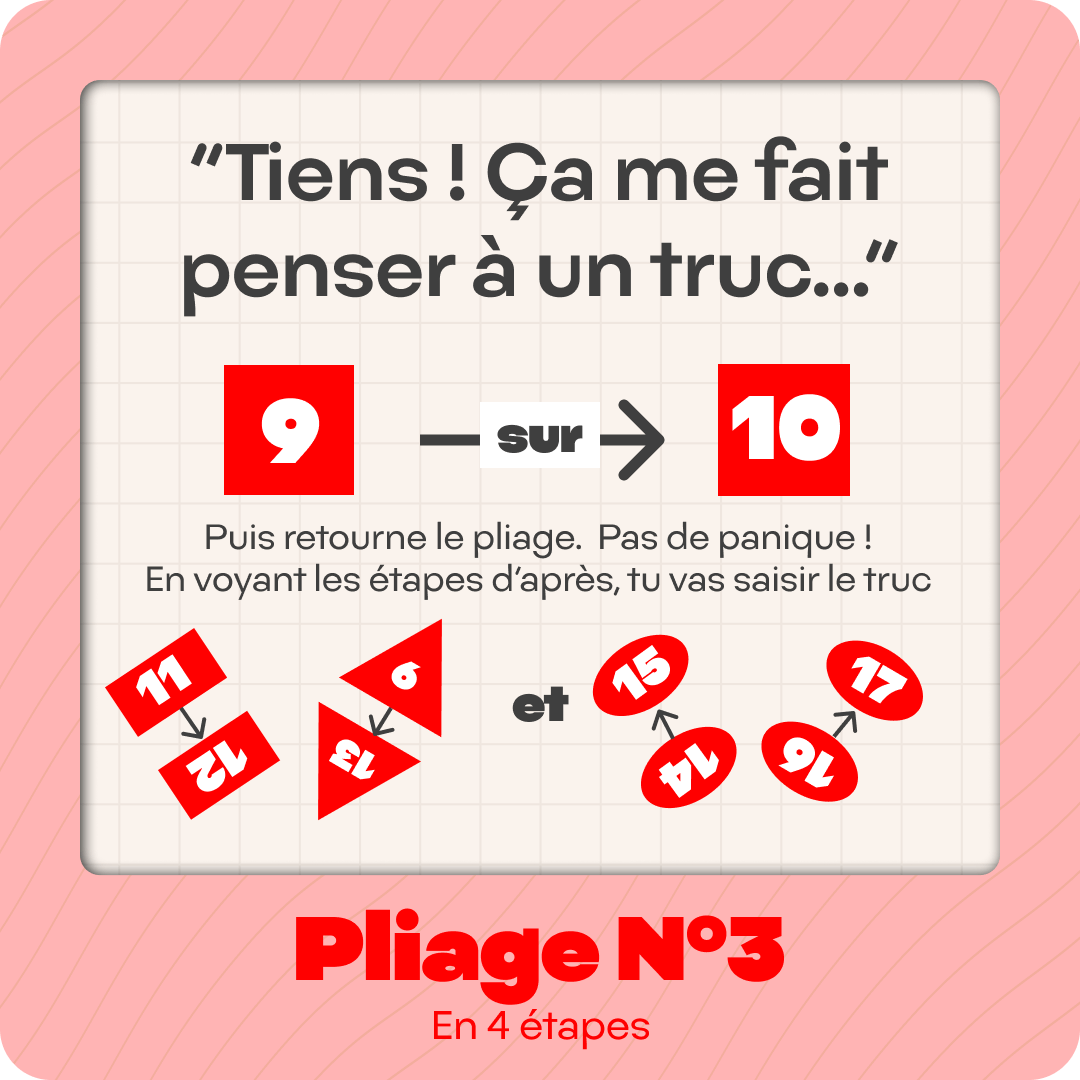 “Tiens ! Ça me fait
penser à un truc...”
9 sur 10
Puis retourne le pliage. Pas de panique !
En voyant les étapes d’après, tu vas saisir le truc
11 6 et 15 17
12 13 14 16
Pliage N°3
En 4 étapes